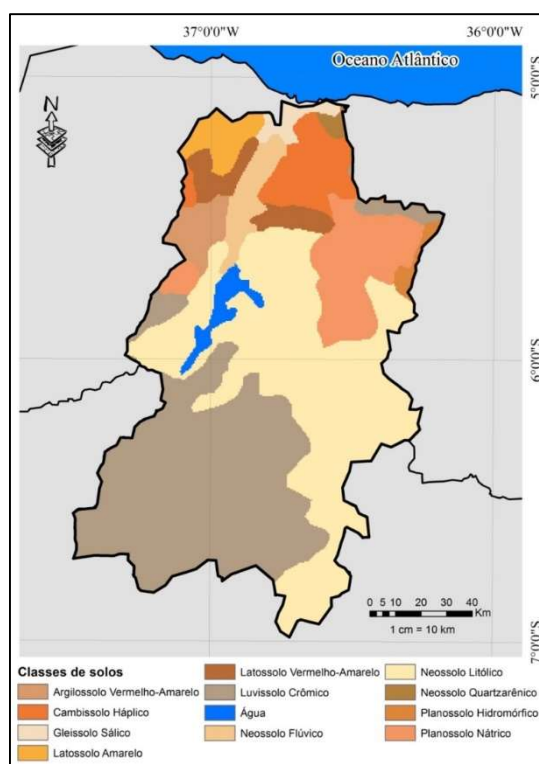 37°0'0"W 36°0'0"W
Oceano Atlântico
5°0'0"S
N
6°0'0"S
0 5 10 20 30 40
Km
1 cm = 10 km
7°0'0"S
Classes de solos
Argilossolo Vermelho-Amarelo
Cambissolo Háplico
Gleissolo Sálico
Latossolo Amarelo
Latossolo Vermelho-Amarelo
Luvissolo Crômico
Água
Neossolo Flúvico
Neossolo Litólico
Neossolo Quartzarênico
Planossolo Hidromórfico
Planossolo Nátrico